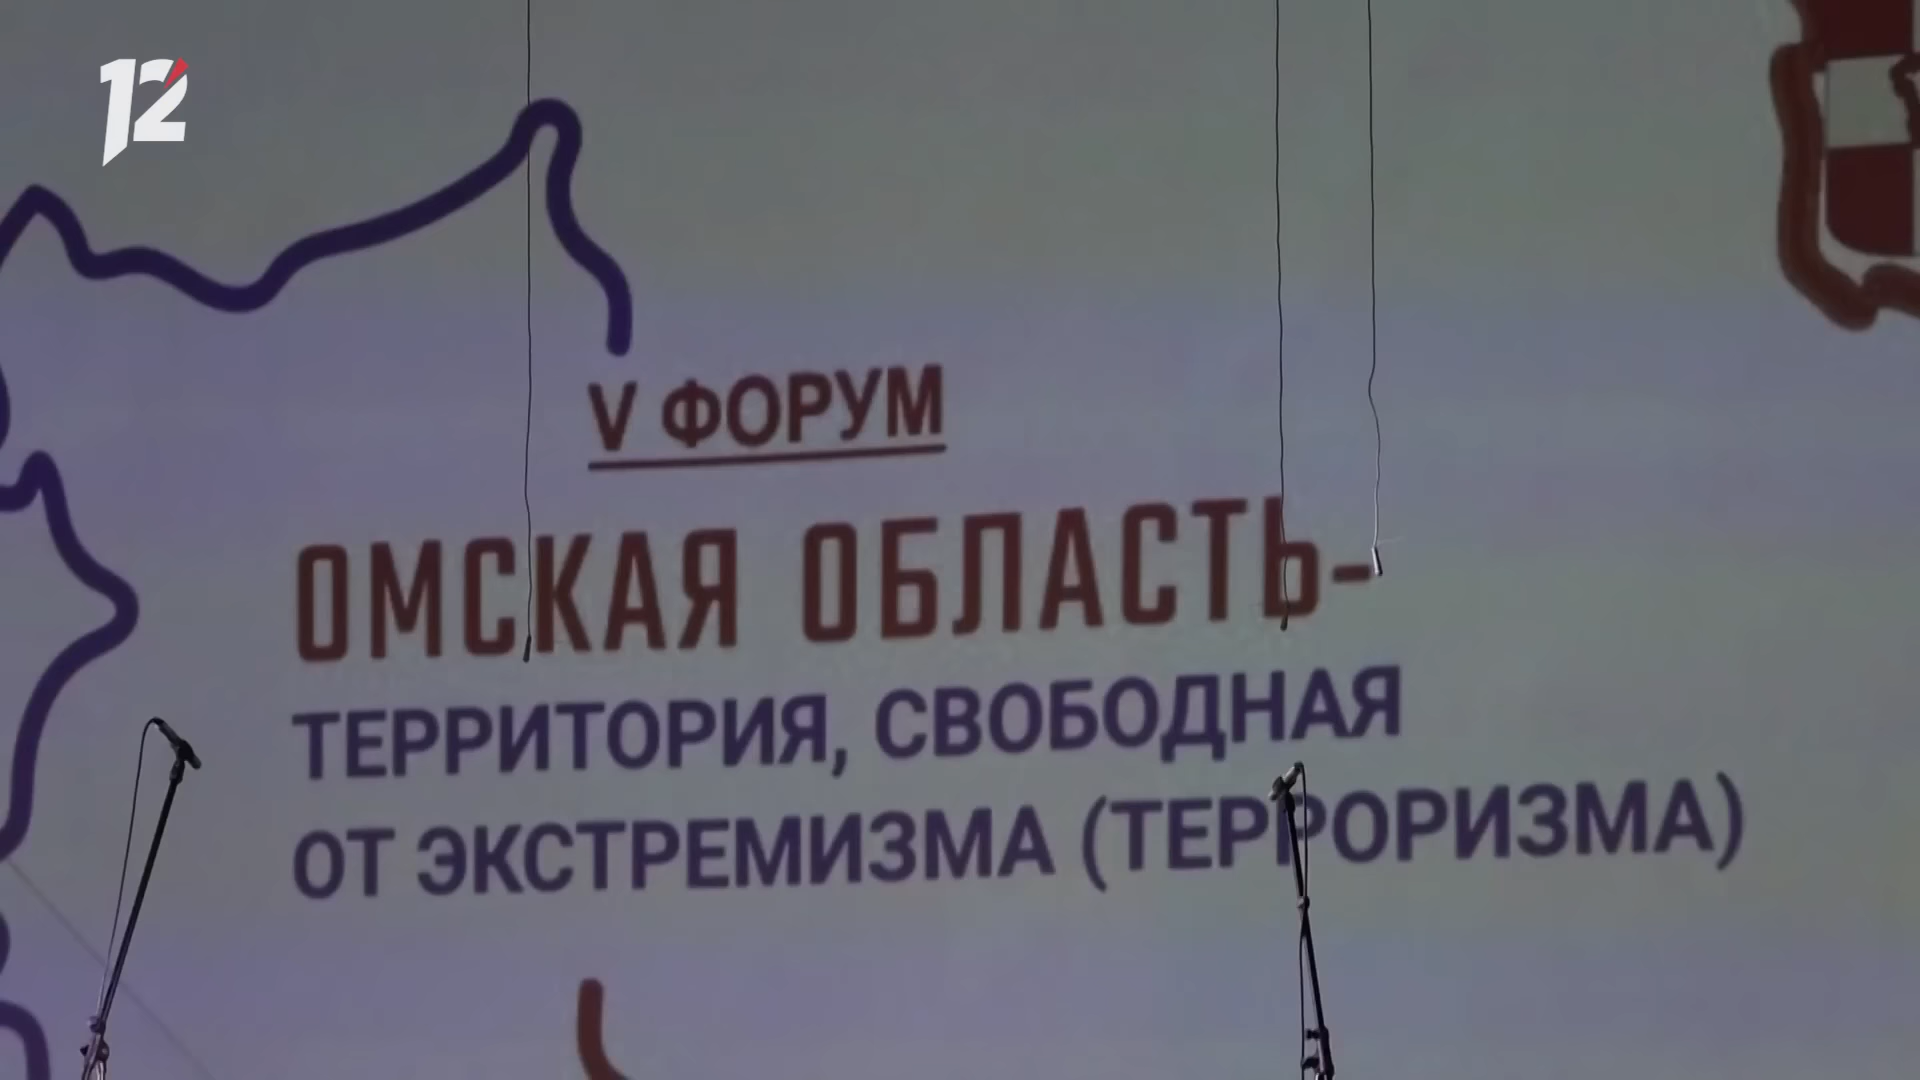 12
V ФОРУМ
ОМСКАЯ ОБЛАСТЬ-
ТЕРРИТОРИЯ, СВОБОДНАЯ
ОТ ЭКСТРЕМИЗМА (ТЕРРОРИЗМА)